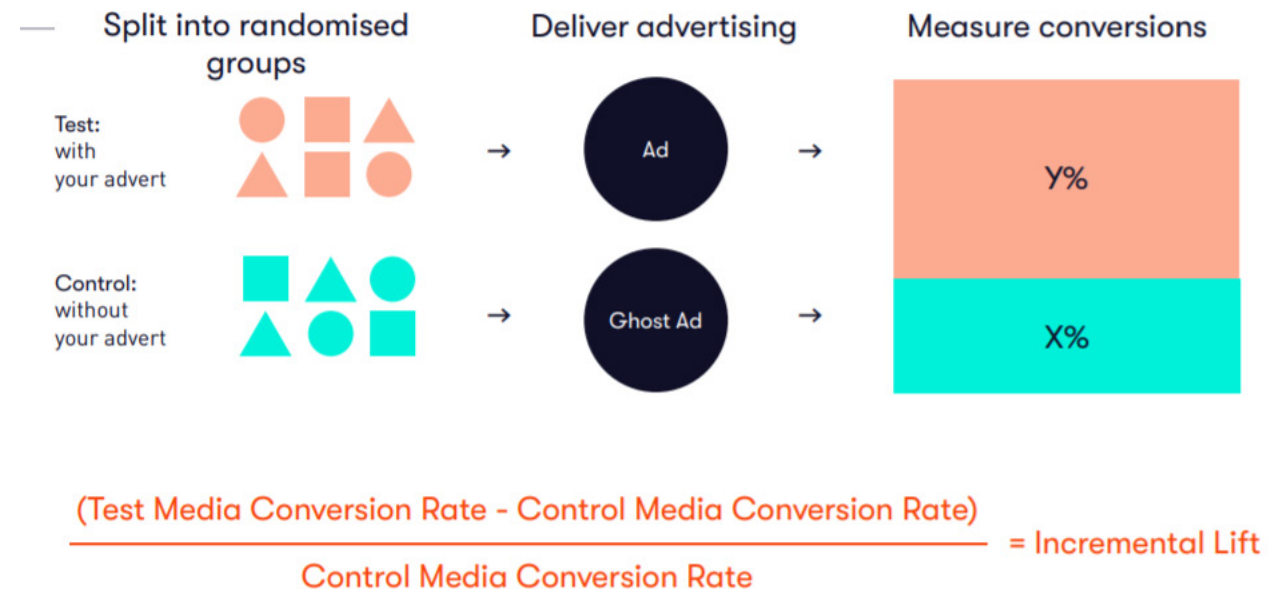 Split into randomised
groups
Deliver advertising
Measure conversions
Test:
with
your advert
Ad
Y%
Control:
without
your advert
Ghost Ad
X%
(Test Media Conversion Rate - Control Media Conversion Rate)
Control Media Conversion Rate
= Incremental Lift